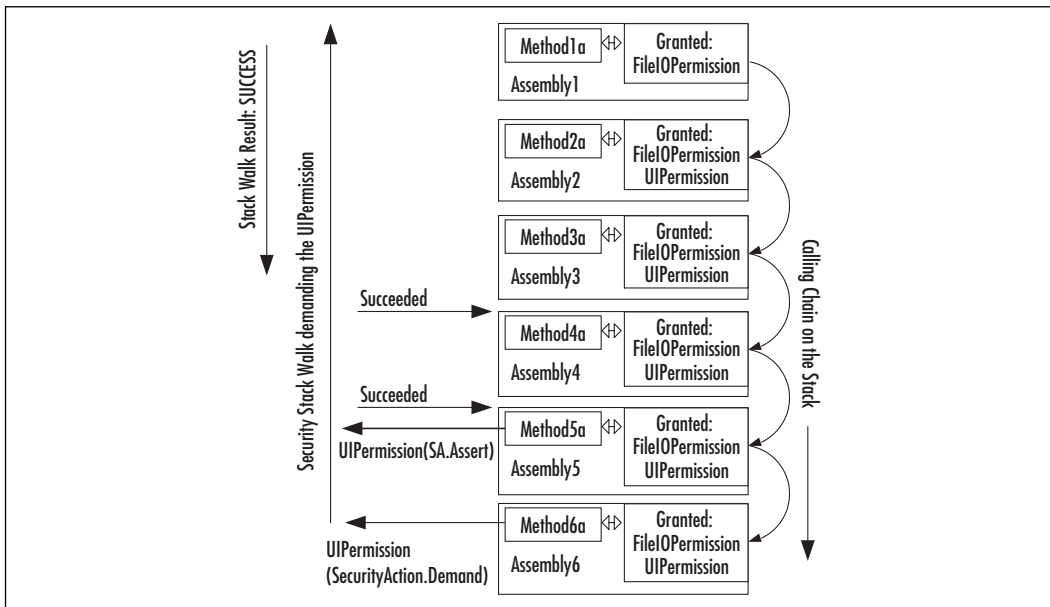 Stack Walk Result: SUCCESS
Security Stack Walk demanding the UIPermission
Method1a
Assembly1
Granted:
FileIOPermission
Method2a
Assembly2
Granted:
FileIOPermission
UIPermission
Method3a
Assembly3
Granted:
FileIOPermission
UIPermission
Succeeded
Method4a
Assembly4
Granted:
FileIOPermission
UIPermission
Succeeded
UIPermission(SA.Assert)
Method5a
Assembly5
Granted:
FileIOPermission
UIPermission
UIPermission
(SecurityAction.Demand)
Method6a
Assembly6
Granted:
FileIOPermission
UIPermission
Calling Chain on the Stack